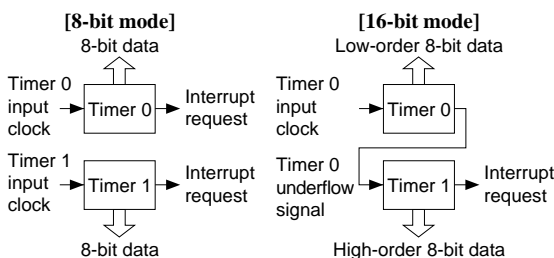 [8-bit mode]
8-bit data
Timer 0
input
clock
Timer 0
Interrupt
request
Timer 1
input
clock
Timer 1
Interrupt
request
8-bit data
[16-bit mode]
Low-order 8-bit data
Timer 0
input
clock
Timer 0
Timer 0
underflow
signal
Timer 1
Interrupt
request
High-order 8-bit data